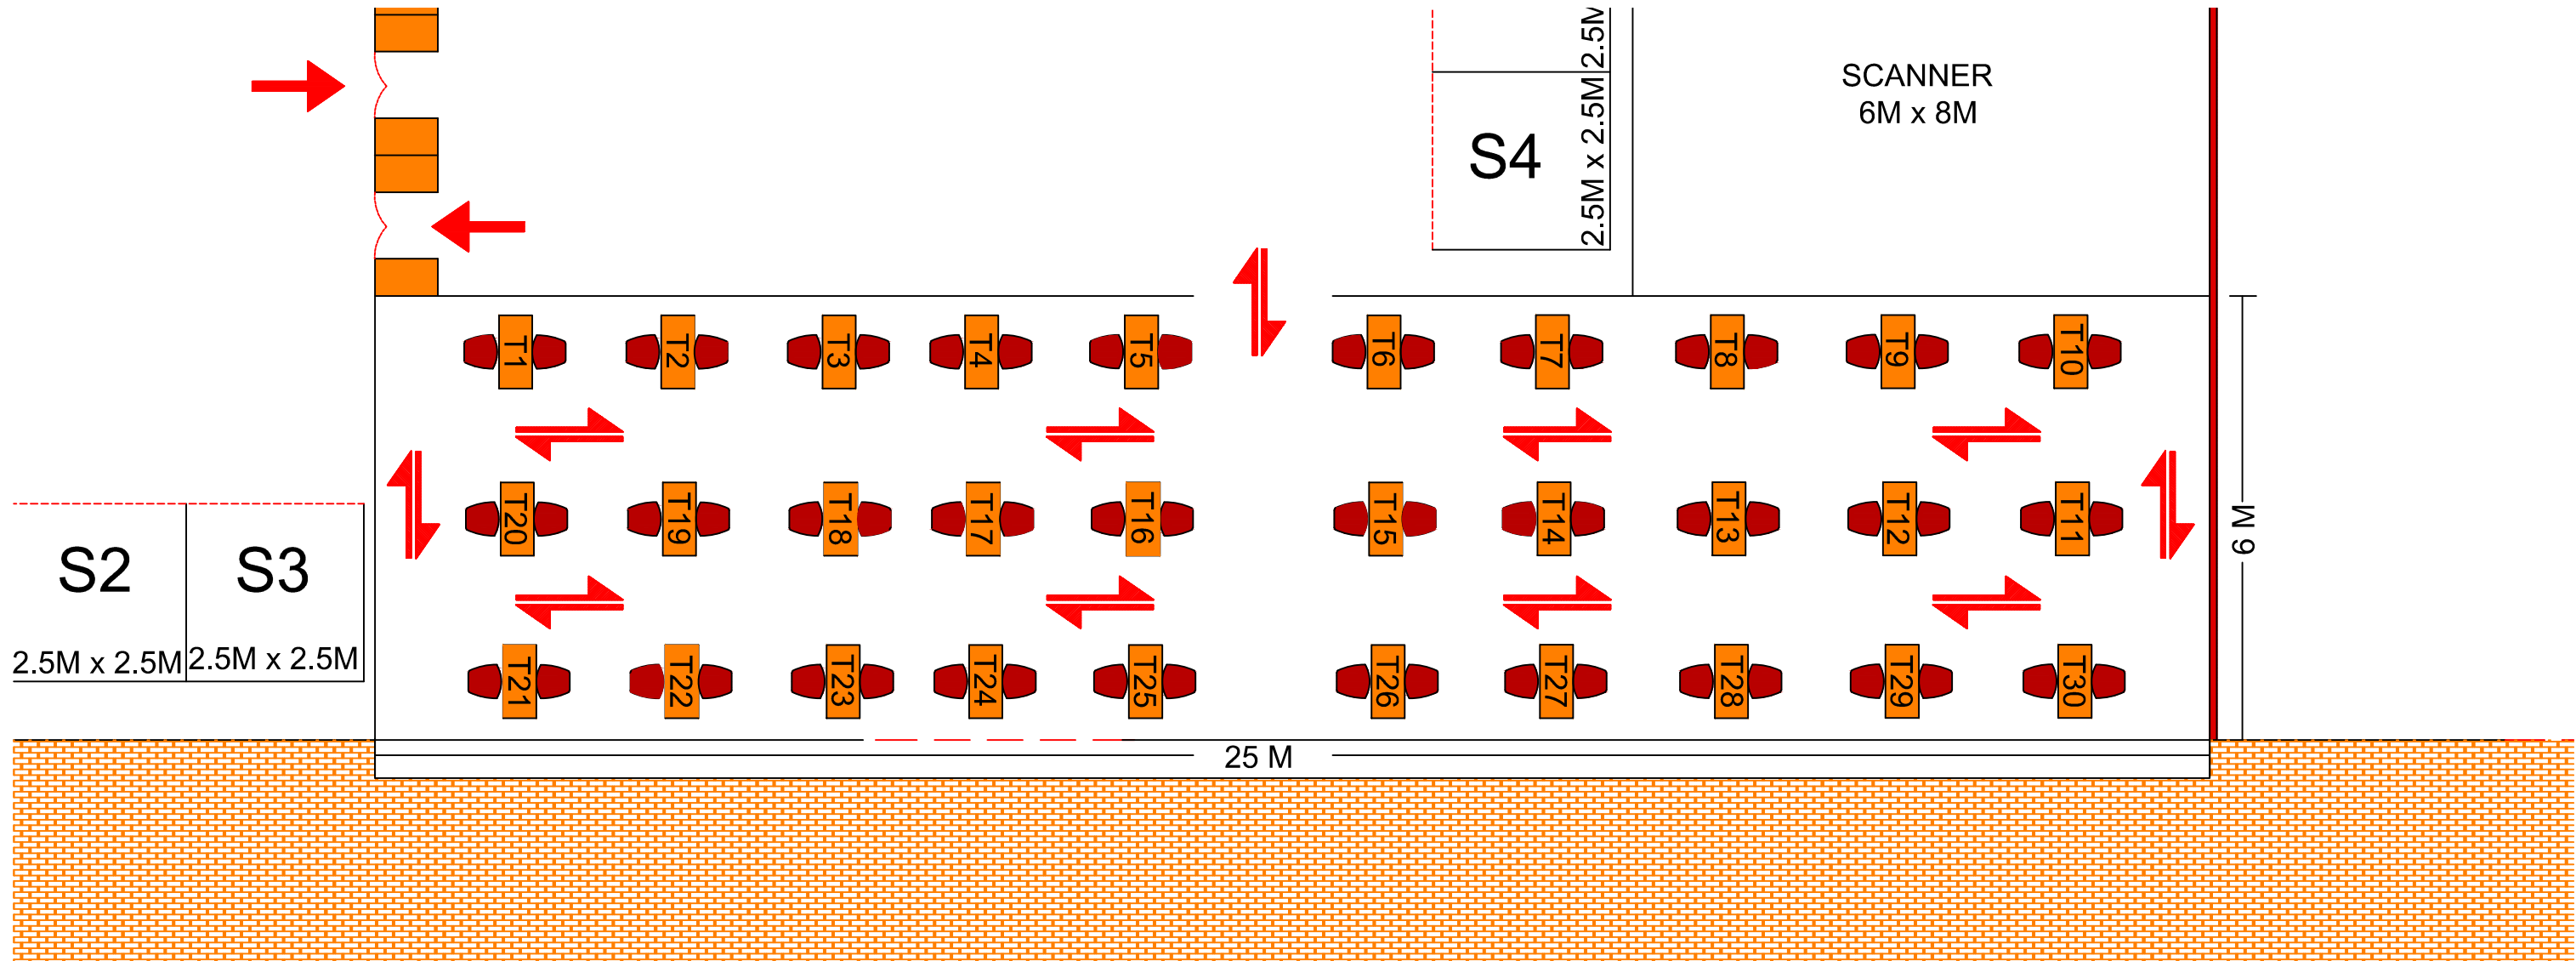 SCANNER
6M x 8M
2.5M
S4
2.5M x 2.5M
T1 T2 T3 T4 T5 T6 T7 T8 T9 T10
T20 T19 T18 T17 T16 T15 T14 T13 T12 T11
6 M
S2 S3
2.5M x 2.5M 2.5M x 2.5M
T21 T22 T23 T24 T25 T26 T27 T28 T29 T30
25 M